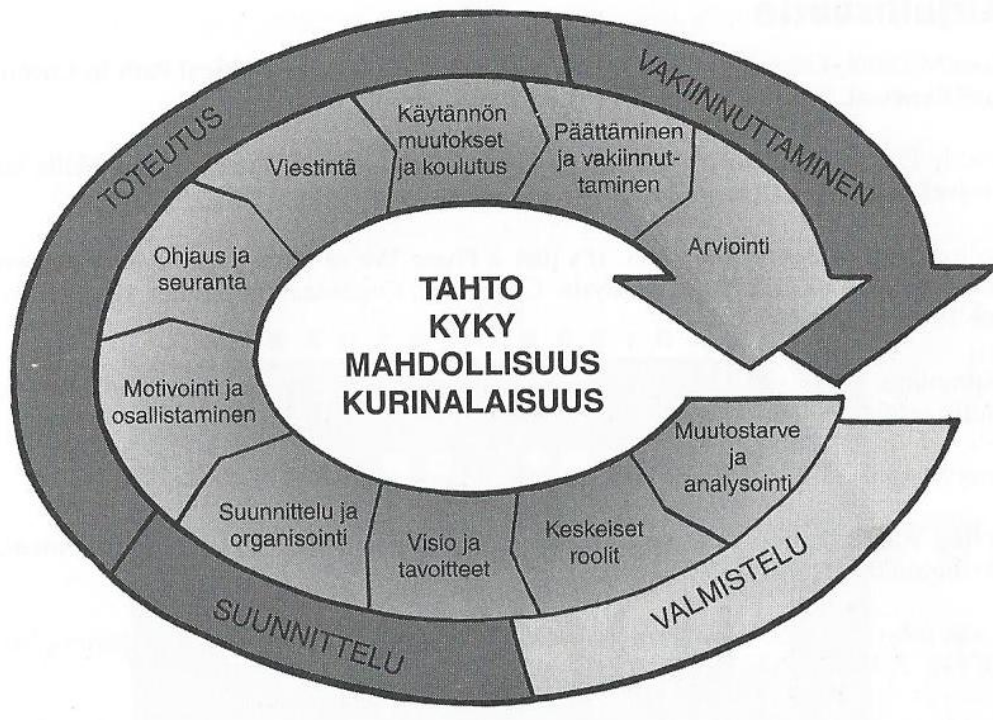 VALMISTELU
SUUNNITTELU
TOTEUTUS
VAKIINNUTTAMINEN
Muutostarve
ja
analysointi
Keskeiset
roolit
Visio ja
tavoitteet
Suunnittelu ja
organisointi
Motivointi ja
osallistaminen
Ohjaus ja
seuranta
Viestintä
Käytännön
muutokset
ja koulutus
Päättäminen
ja vakiinnut-
taminen
Arviointi
TAHTO
KYKY
MAHDOLLISUUS
KURINALAISUUS